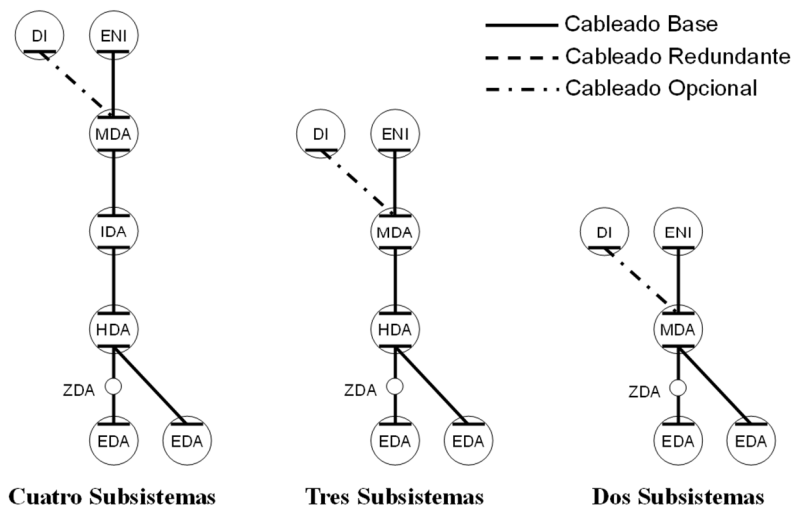 DI ENI
Cableado Base
Cableado Redundante
Cableado Opcional
MDA
DI ENI
IDA
MDA
DI ENI
HDA
HDA
MDA
ZDA
ZDA
ZDA
EDA EDA
EDA EDA
EDA EDA
Cuatro Subsistemas
Tres Subsistemas
Dos Subsistemas